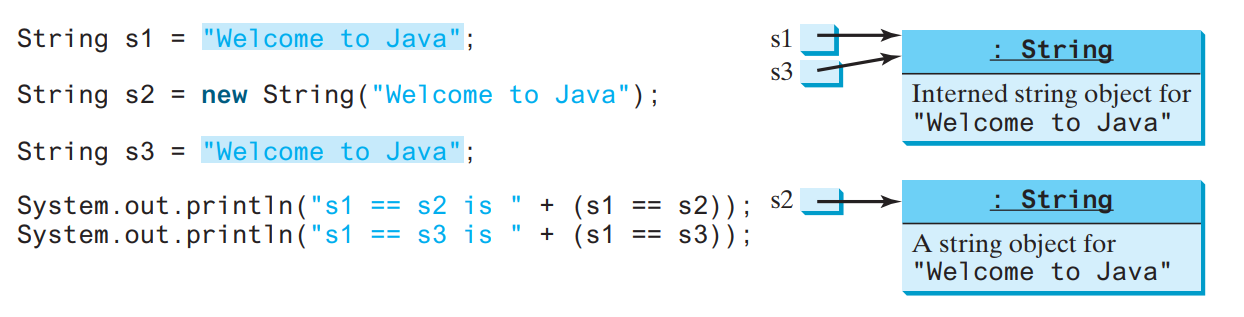 String s1 = "Welcome to Java";
String s2 = new String("Welcome to Java");
String s3 = "Welcome to Java";
System.out.println("s1 == s2 is " + (s1 == s2));
System.out.println("s1 == s3 is " + (s1 == s3));
s1
s3
: String
Interned string object for
"Welcome to Java"
s2
: String
A string object for
"Welcome to Java"